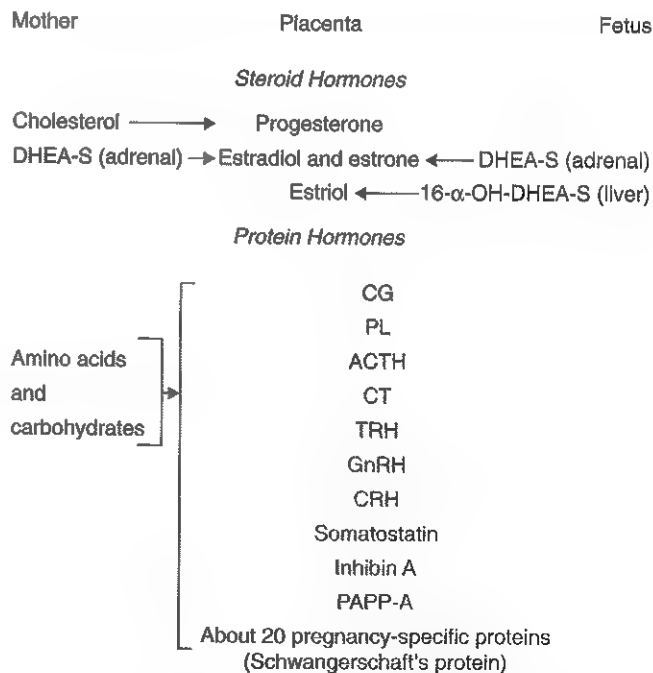 Mother Placenta Fetus
Steroid Hormones
Cholesterol Progesterone
DHEA-S (adrenal) Estradiol and estrone DHEA-S (adrenal)
Estriol 16-α-OH-DHEA-S (liver)
Protein Hormones
CG
PL
Amino acids ACTH
and CT
carbohydrates TRH
GnRH
CRH
Somatostatin
Inhibin A
PAPP-A
About 20 pregnancy-specific proteins
(Schwangerschaft's protein)